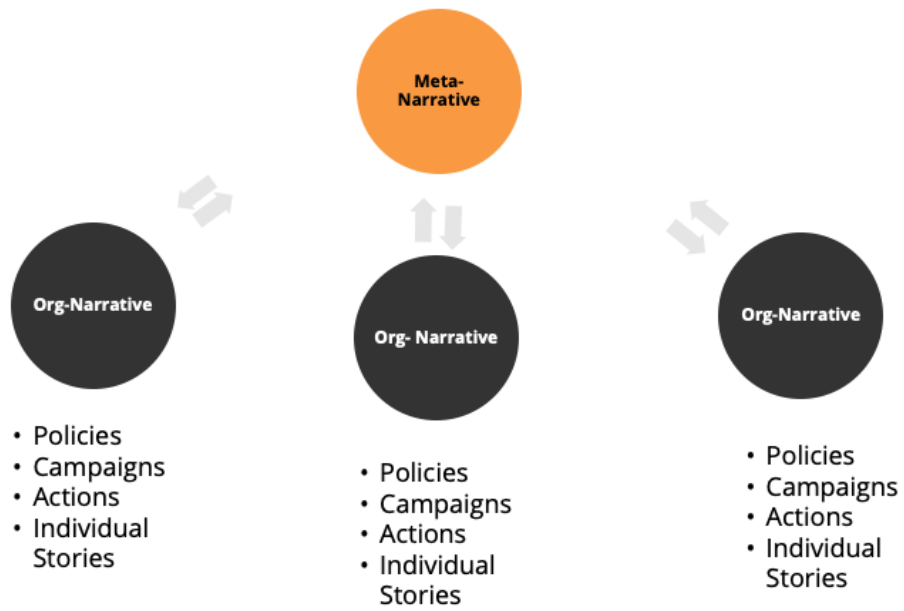 Meta-
Narrative
Org-Narrative
• Policies
• Campaigns
• Actions
• Individual
Stories
Org- Narrative
• Policies
• Campaigns
• Actions
• Individual
Stories
Org-Narrative
• Policies
• Campaigns
• Actions
• Individual
Stories